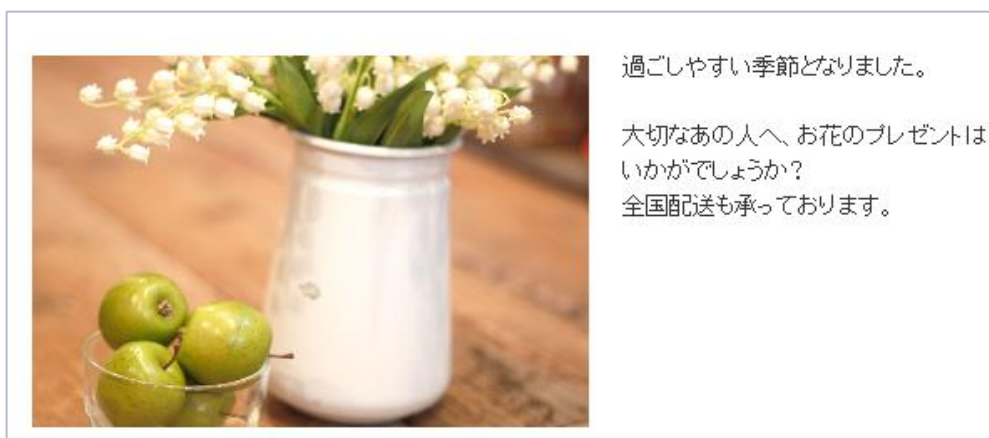 過ごしやすい季節となりました。
大切なあの人へ、お花のプレゼントは
いかがでしょうか？
全国配送も承っております。